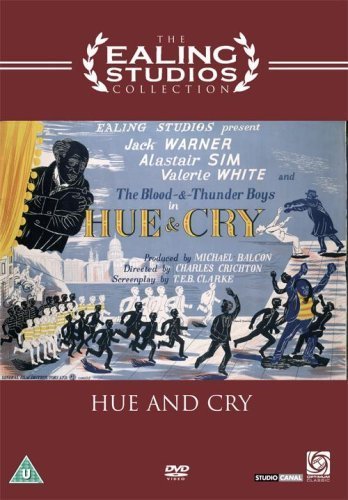 THE
EALING
STUDIOS
COLLECTION
EALING STUDIOS present
Jack WARNER
Alastair SIM
Valerie WHITE and
The Blood-&-Thunder Boys
in
HUE & CRY
Produced by MICHAEL BALCON
Directed by CHARLES CRICHTON
Screenplay by T.E.B. CLARKE
HUE AND CRY
U
DVD
VIDEO
STUDIO CANAL
OPTIMUM
CLASSIC